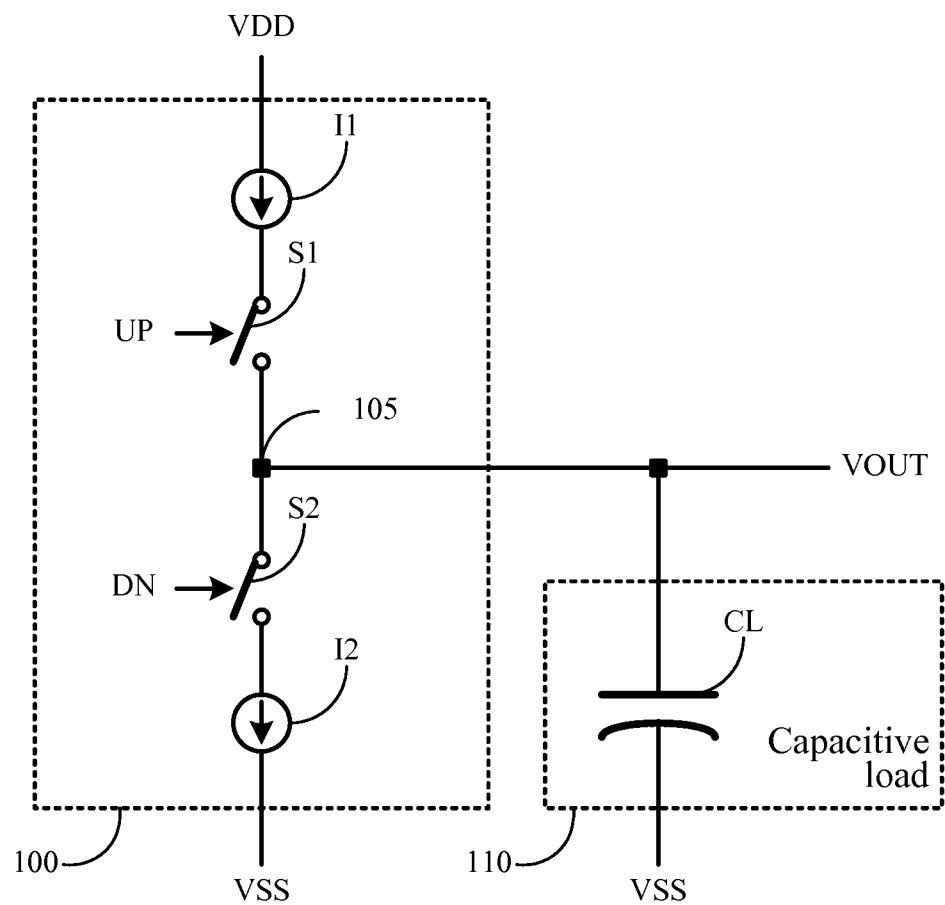 VDD
I1
S1
UP
105
VOUT
S2
DN
CL
I2
Capacitive
load
100
110
VSS
VSS